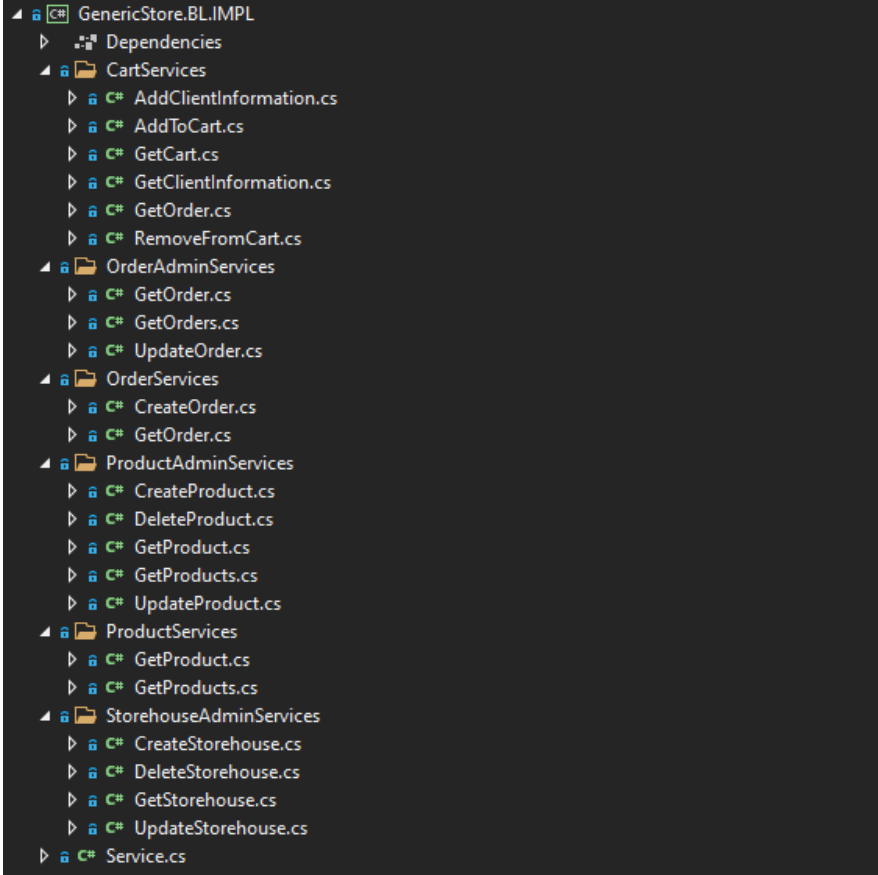 C# GenericStore.BL.IMPL
Dependencies
CartServices
C# AddClientInformation.cs
C# AddToCart.cs
C# GetCart.cs
C# GetClientInformation.cs
C# GetOrder.cs
C# RemoveFromCart.cs
OrderAdminServices
C# GetOrder.cs
C# GetOrders.cs
C# UpdateOrder.cs
OrderServices
C# CreateOrder.cs
C# GetOrder.cs
ProductAdminServices
C# CreateProduct.cs
C# DeleteProduct.cs
C# GetProduct.cs
C# GetProducts.cs
C# UpdateProduct.cs
ProductServices
C# GetProduct.cs
C# GetProducts.cs
StorehouseAdminServices
C# CreateStorehouse.cs
C# DeleteStorehouse.cs
C# GetStorehouse.cs
C# UpdateStorehouse.cs
C# Service.cs